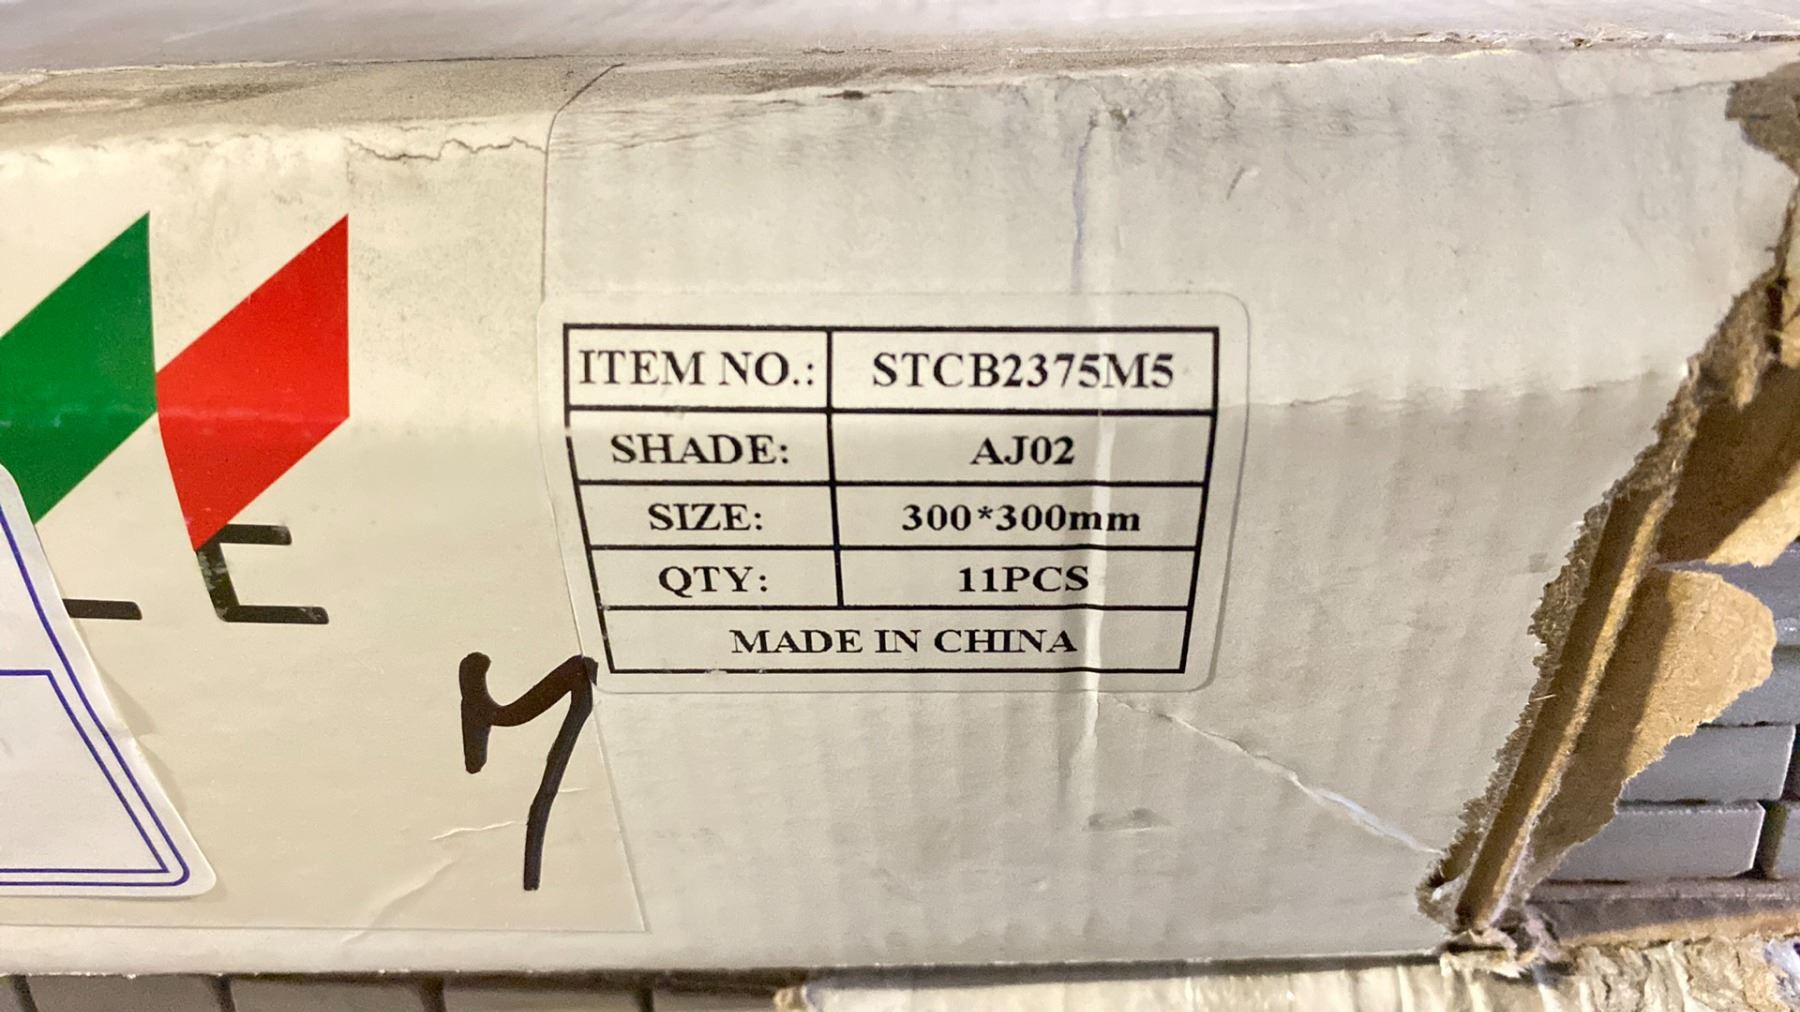 ITEM NO.: STCB2375M5
SHADE: AJ02
SIZE: 300*300mm
QTY: 11PCS
MADE IN CHINA